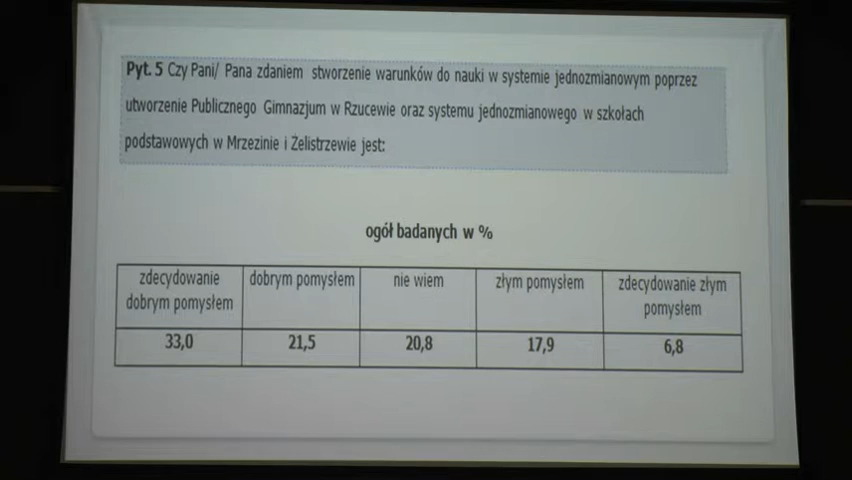 Pyt. 5 Czy Pani/ Pana zdaniem stworzenie warunków do nauki w systemie jednozmianowym poprzez
utworzenie Publicznego Gimnazjum w Rzucewie oraz systemu jednozmianowego w szkołach
podstawowych w Mrzezinie i Żelistrzewie jest:
ogół badanych w %
zdecydowanie dobrym pomysłem
dobrym pomysłem
nie wiem
złym pomysłem
zdecydowanie złym pomysłem
33,0
21,5
20,8
17,9
6,8